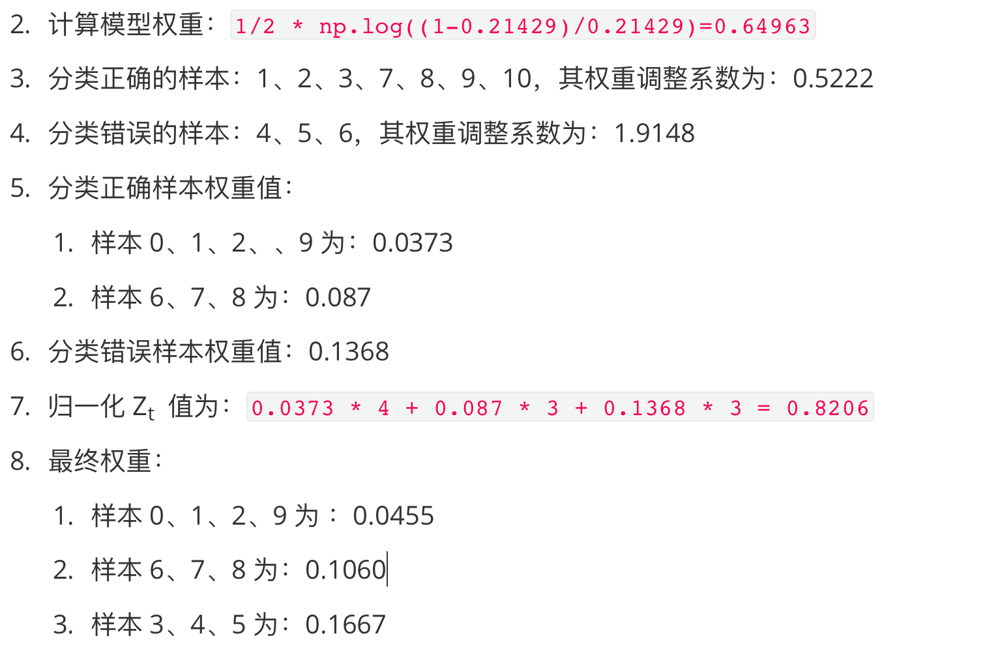 2. 计算模型权重：1/2 * np.log((1-0.21429)/0.21429)=0.64963
3. 分类正确的样本：1、2、3、7、8、9、10，其权重调整系数为：0.5222
4. 分类错误的样本：4、5、6，其权重调整系数为：1.9148
5. 分类正确样本权重值：
1. 样本 0、1、2、、9 为：0.0373
2. 样本 6、7、8 为：0.087
6. 分类错误样本权重值：0.1368
7. 归一化 Zt 值为：0.0373 * 4 + 0.087 * 3 + 0.1368 * 3 = 0.8206
8. 最终权重：
1. 样本 0、1、2、9 为 ：0.0455
2. 样本 6、7、8 为：0.1060
3. 样本 3、4、5 为：0.1667